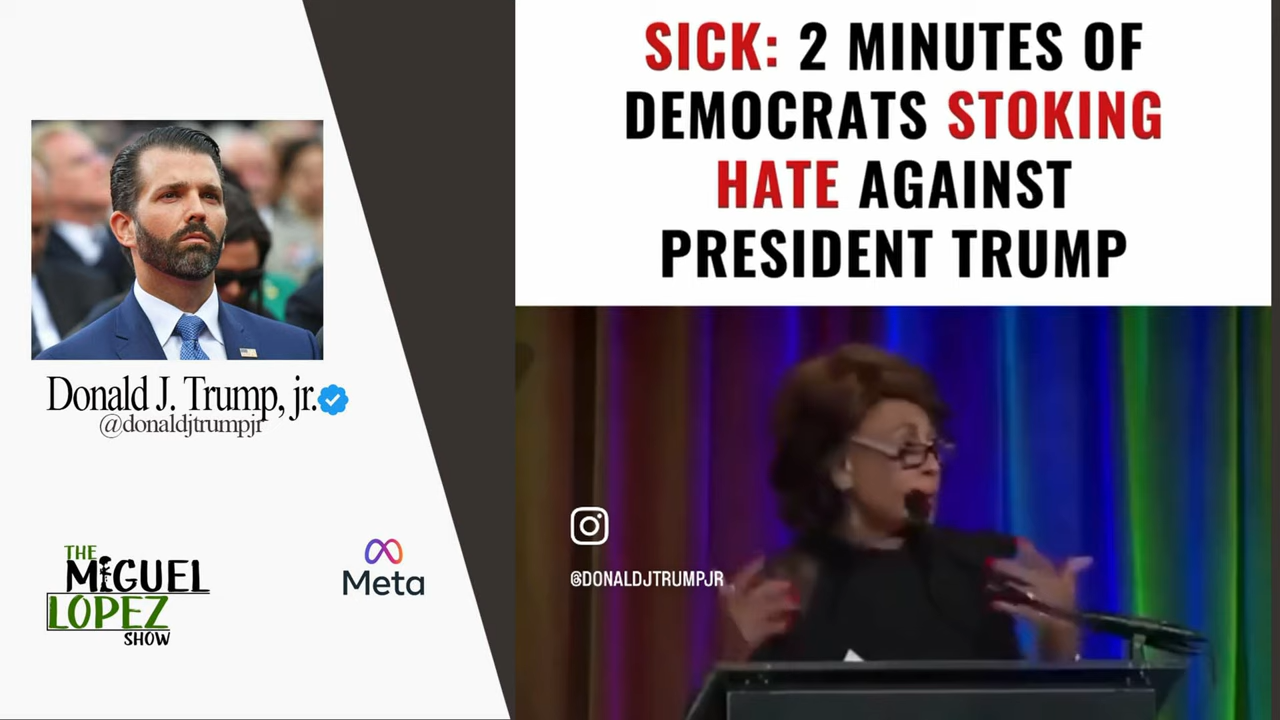 SICK: 2 MINUTES OF
DEMOCRATS STOKING
HATE AGAINST
PRESIDENT TRUMP
Donald J. Trump, jr.
@donaldjtrumpjr
THE
MiGUEL
LOPEZ
SHOW
Meta
@DONALDJTRUMPJR